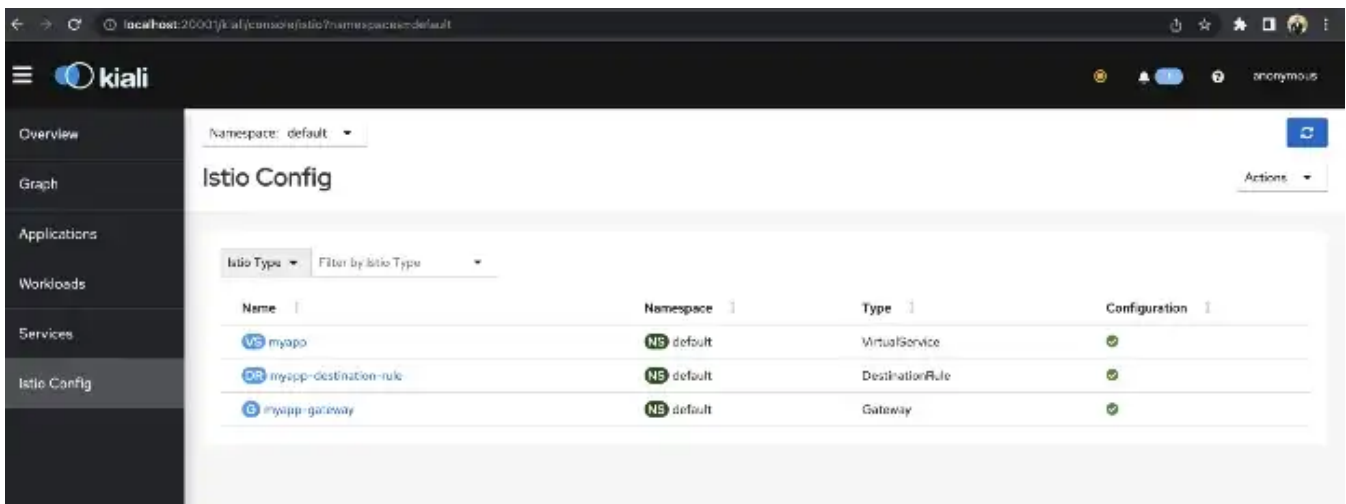 localhost:20001/kiali/console/istio?namespaces=default
kiali
anonymous
Overview
Graph
Applications
Workloads
Services
Istio Config
Namespace: default
Istio Config
Actions
Istio Type Filter by Istio Type
Name Namespace Type Configuration
VS myapp NS default VirtualService
DR myapp-destination-rule NS default DestinationRule
G myapp-gateway NS default Gateway